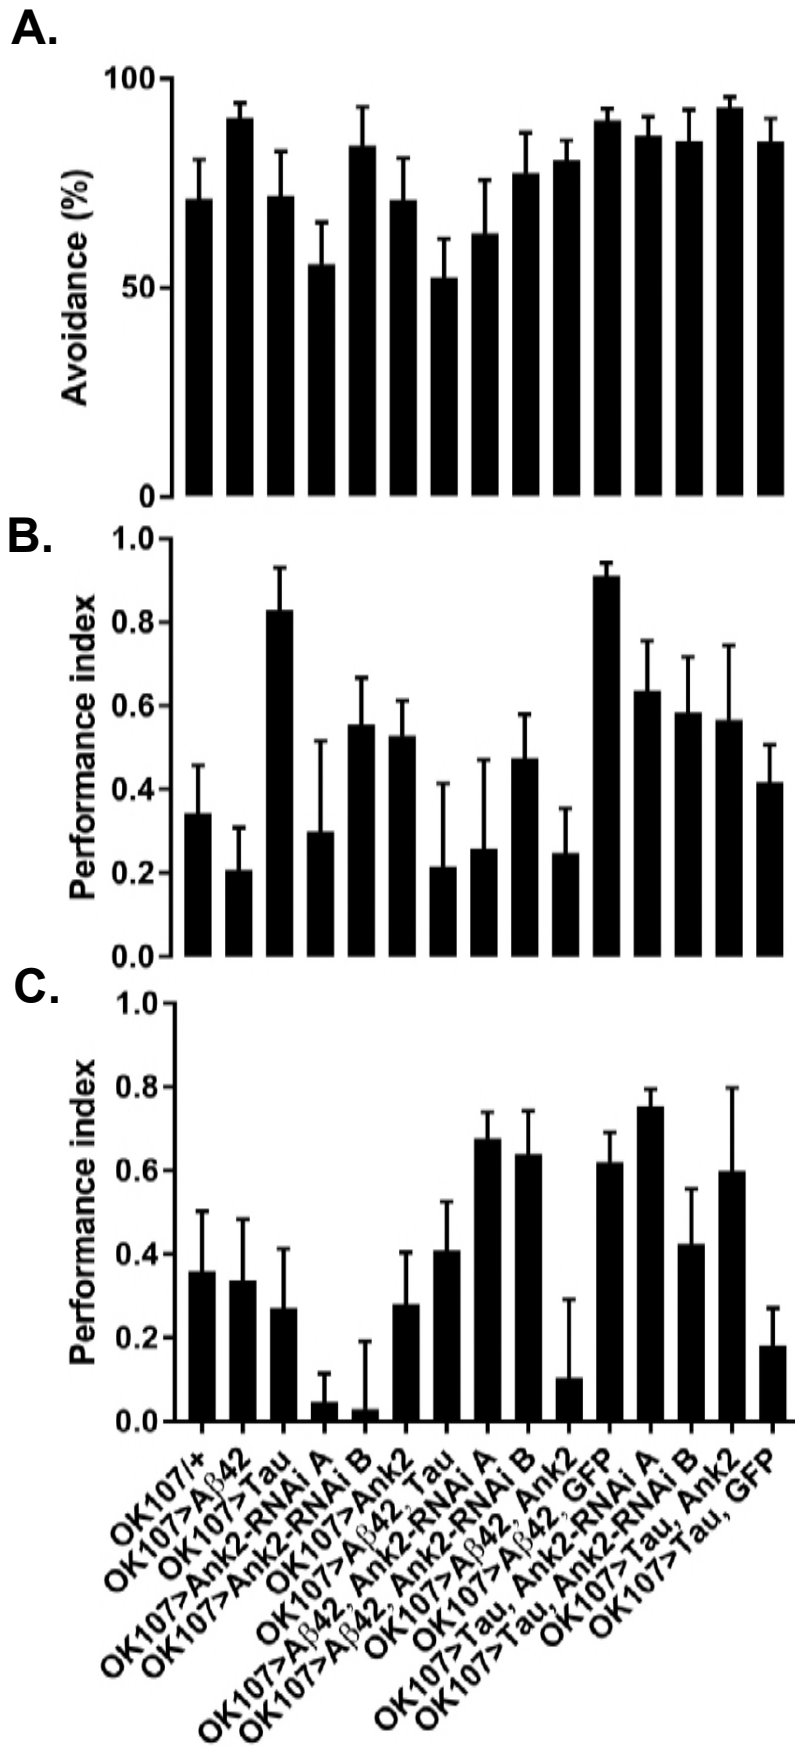 A.
100
50
0
Avoidance (%)
B.
1.0
0.8
0.6
0.4
0.2
0.0
Performance index
C.
1.0
0.8
0.6
0.4
0.2
0.0
Performance index
OK107/+
OK107>Aβ42
OK107>Tau
OK107>Ank2-RNAi A
OK107>Ank2-RNAi B
OK107>Ank2
OK107>Aβ42, Tau
OK107>Aβ42, Ank2-RNAi A
OK107>Aβ42, Ank2-RNAi B
OK107>Aβ42, Ank2
OK107>Aβ42, GFP
OK107>Tau, Ank2-RNAi A
OK107>Tau, Ank2-RNAi B
OK107>Tau, Ank2
OK107>Tau, GFP